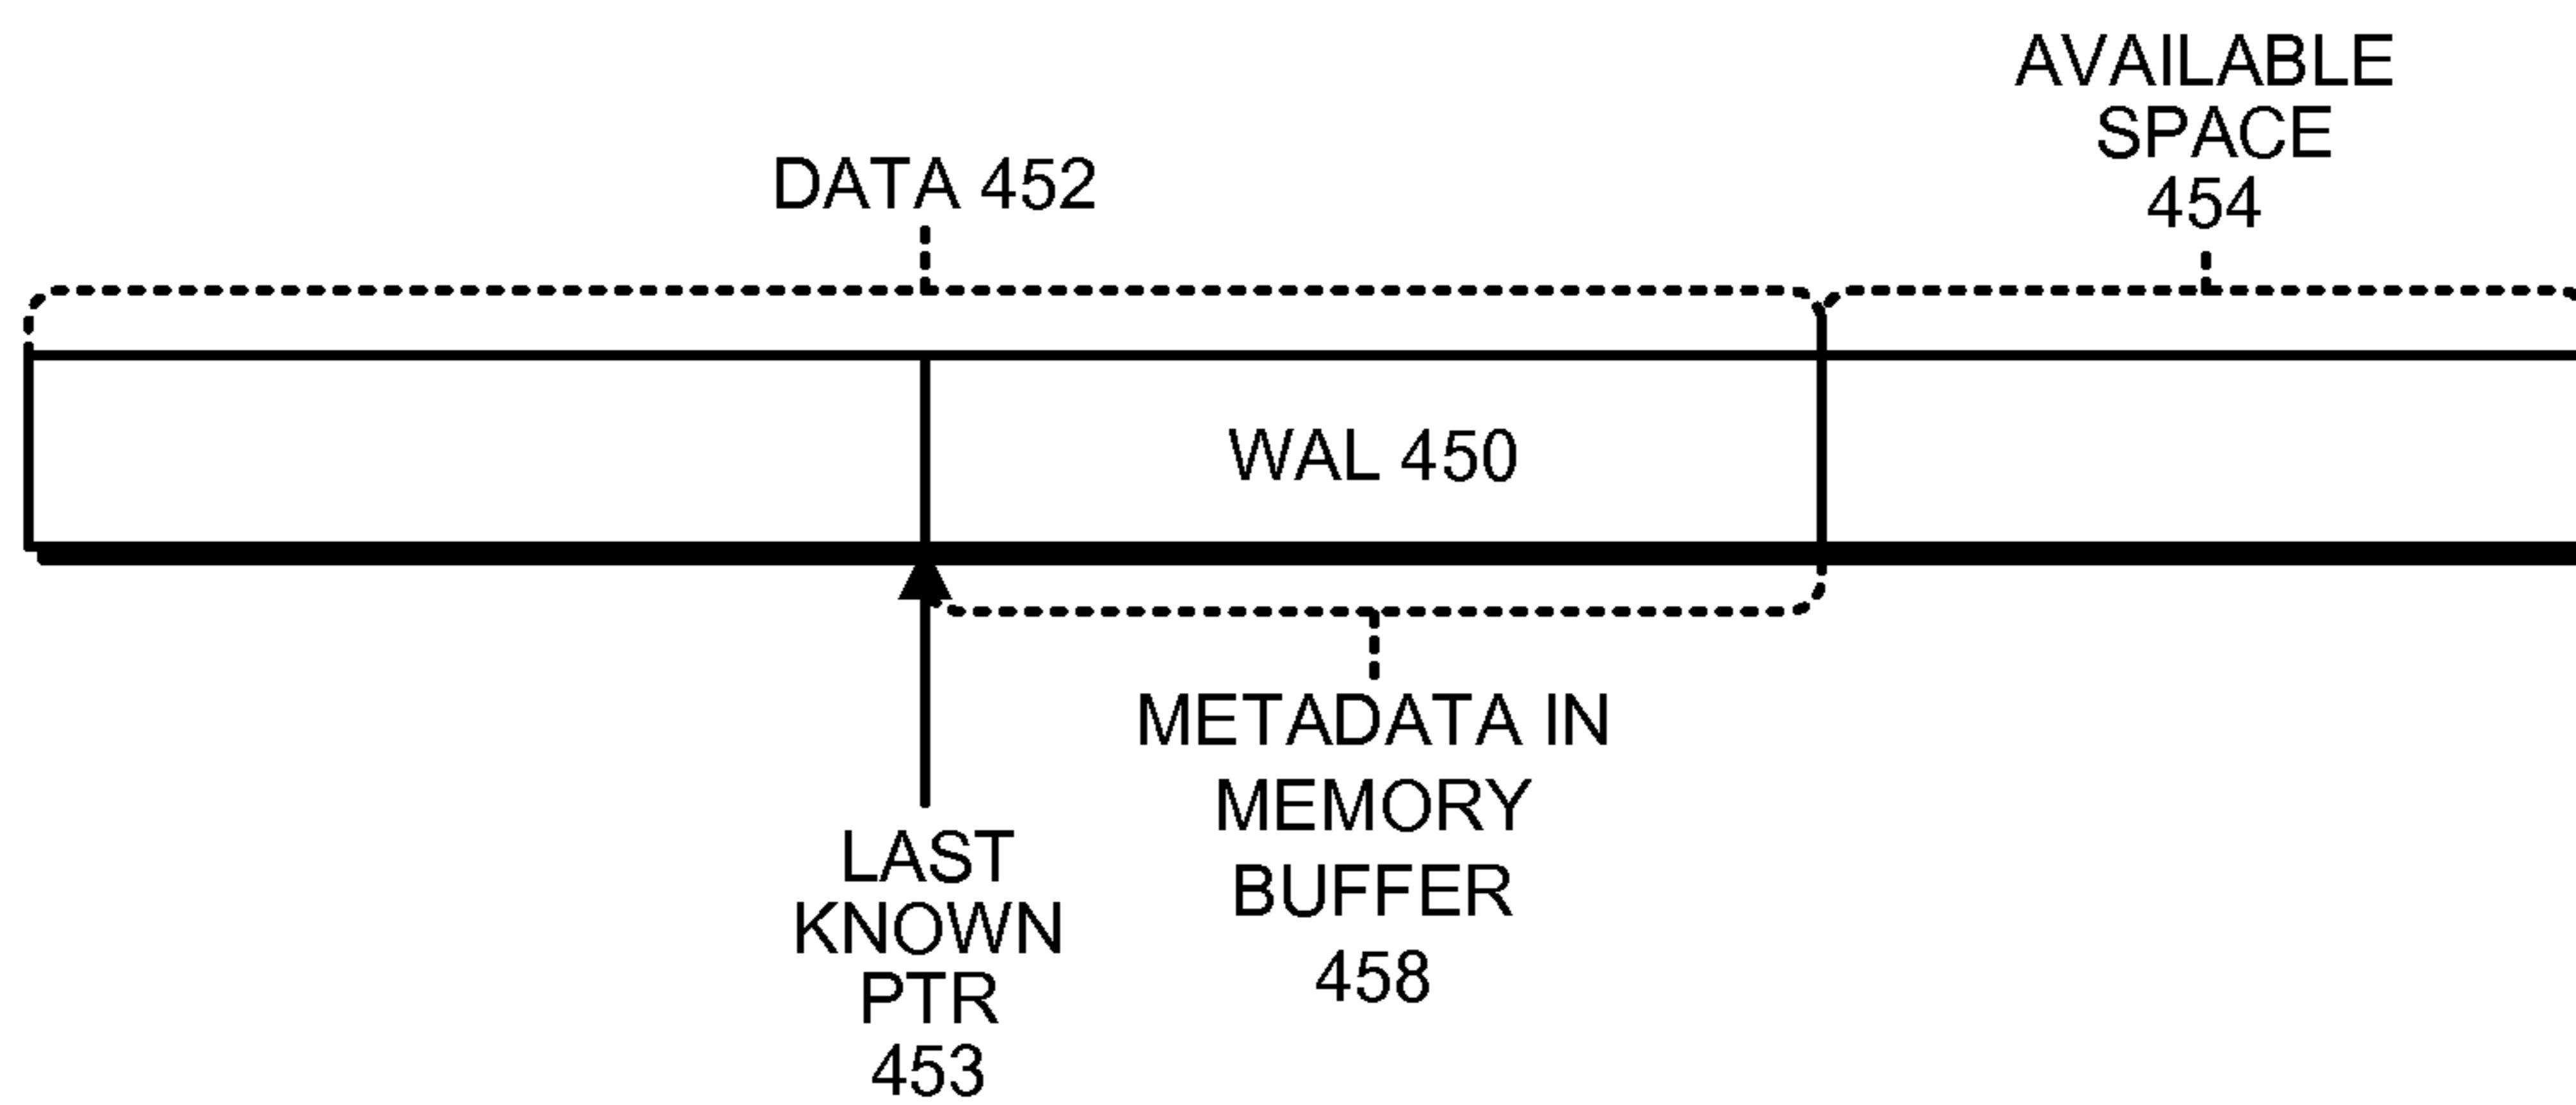 AVAILABLE
SPACE
454
DATA 452
WAL 450
METADATA IN
MEMORY
BUFFER
458
LAST
KNOWN
PTR
453